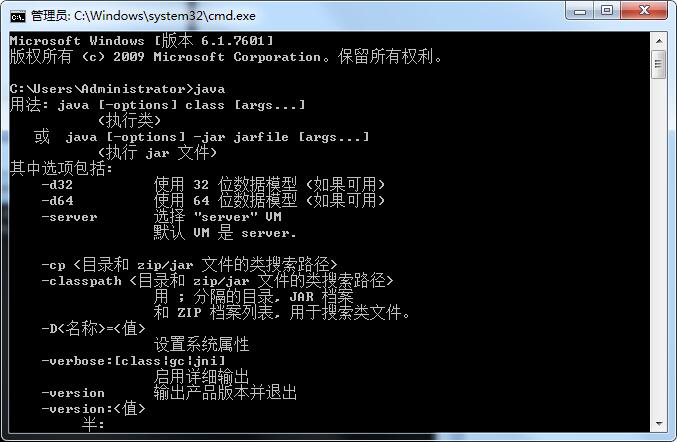 管理员: C:\Windows\system32\cmd.exe
Microsoft Windows [版本 6.1.7601]
版权所有 (c) 2009 Microsoft Corporation。保留所有权利。
C:\Users\Administrator>java
用法: java [-options] class [args...]
(执行类)
或 java [-options] -jar jarfile [args...]
(执行 jar 文件)
其中选项包括:
-d32 使用 32 位数据模型 (如果可用)
-d64 使用 64 位数据模型 (如果可用)
-server 选择 "server" VM
默认 VM 是 server.
-cp <目录和 zip/jar 文件的类搜索路径>
-classpath <目录和 zip/jar 文件的类搜索路径>
用 ; 分隔的目录, JAR 档案
和 ZIP 档案列表, 用于搜索类文件。
-D<名称>=<值>
设置系统属性
-verbose:[class|gc|jni]
启用详细输出
-version 输出产品版本并退出
-version:<值>
半: